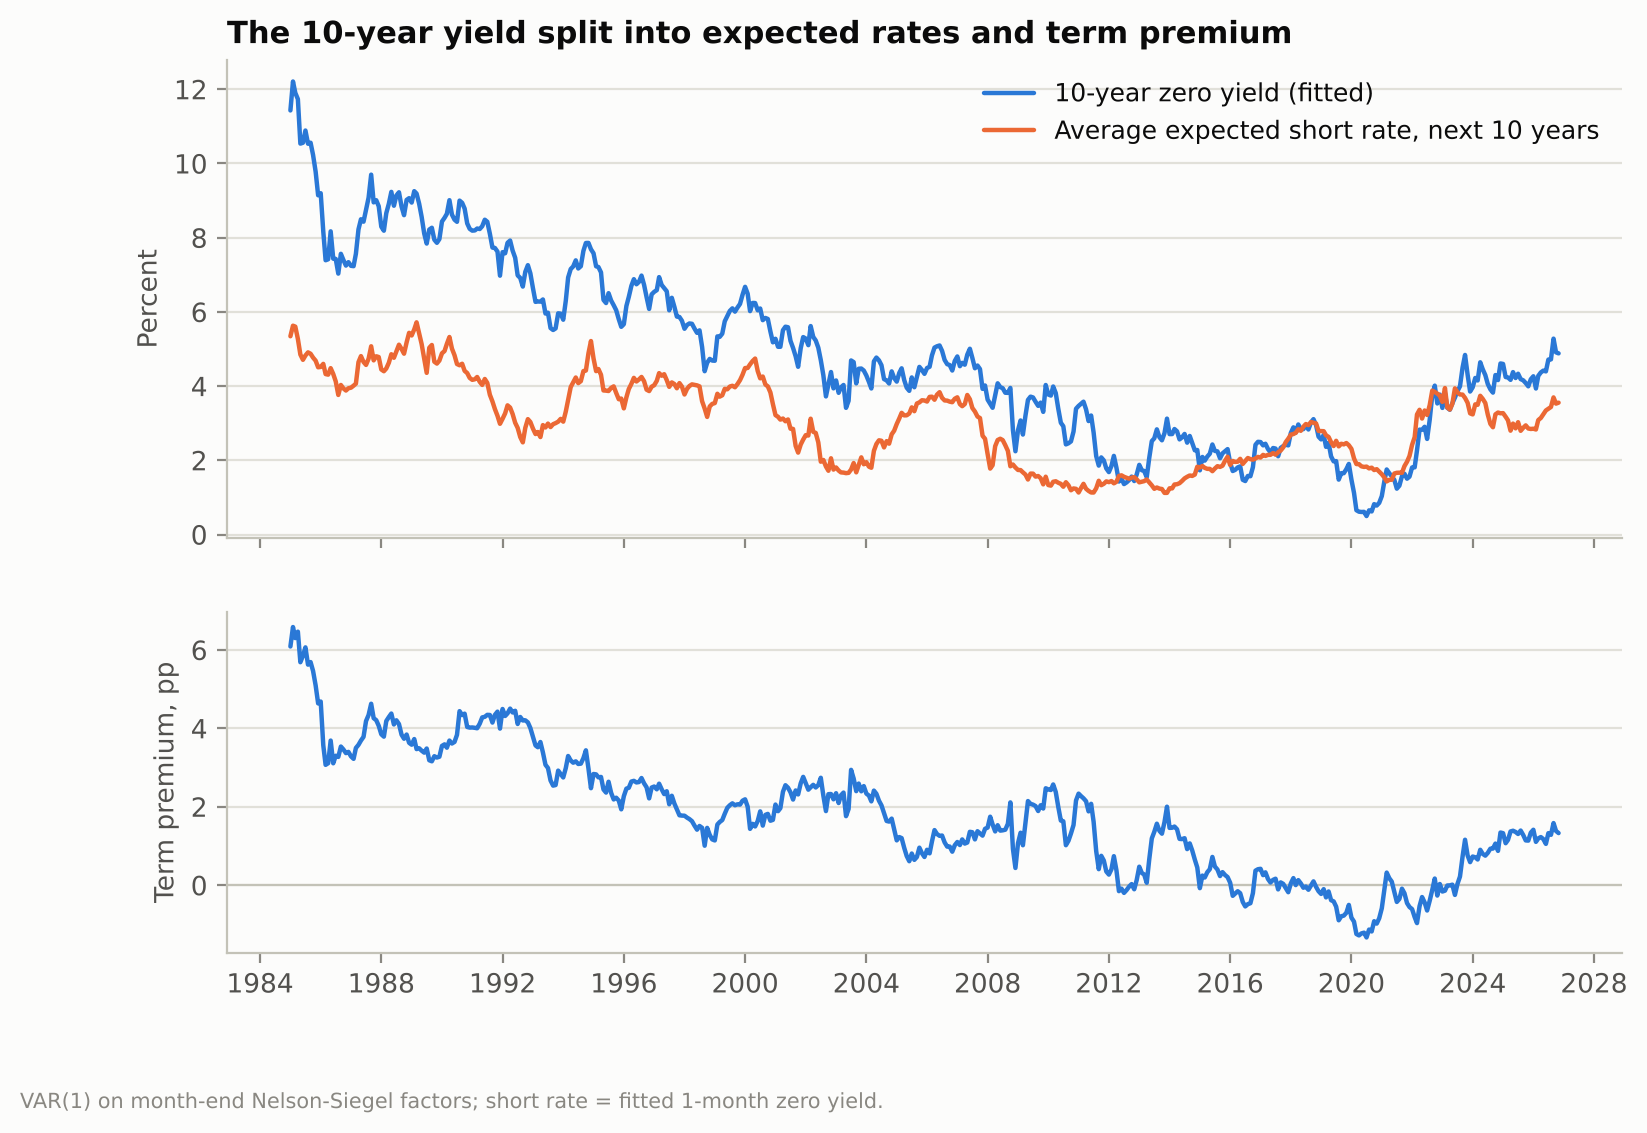 The 10-year yield split into expected rates and term premium
10-year zero yield (fitted)
Average expected short rate, next 10 years
Percent
12
10
8
6
4
2
0
Term premium, pp
6
4
2
0
1984 1988 1992 1996 2000 2004 2008 2012 2016 2020 2024 2028
VAR(1) on month-end Nelson-Siegel factors; short rate = fitted 1-month zero yield.